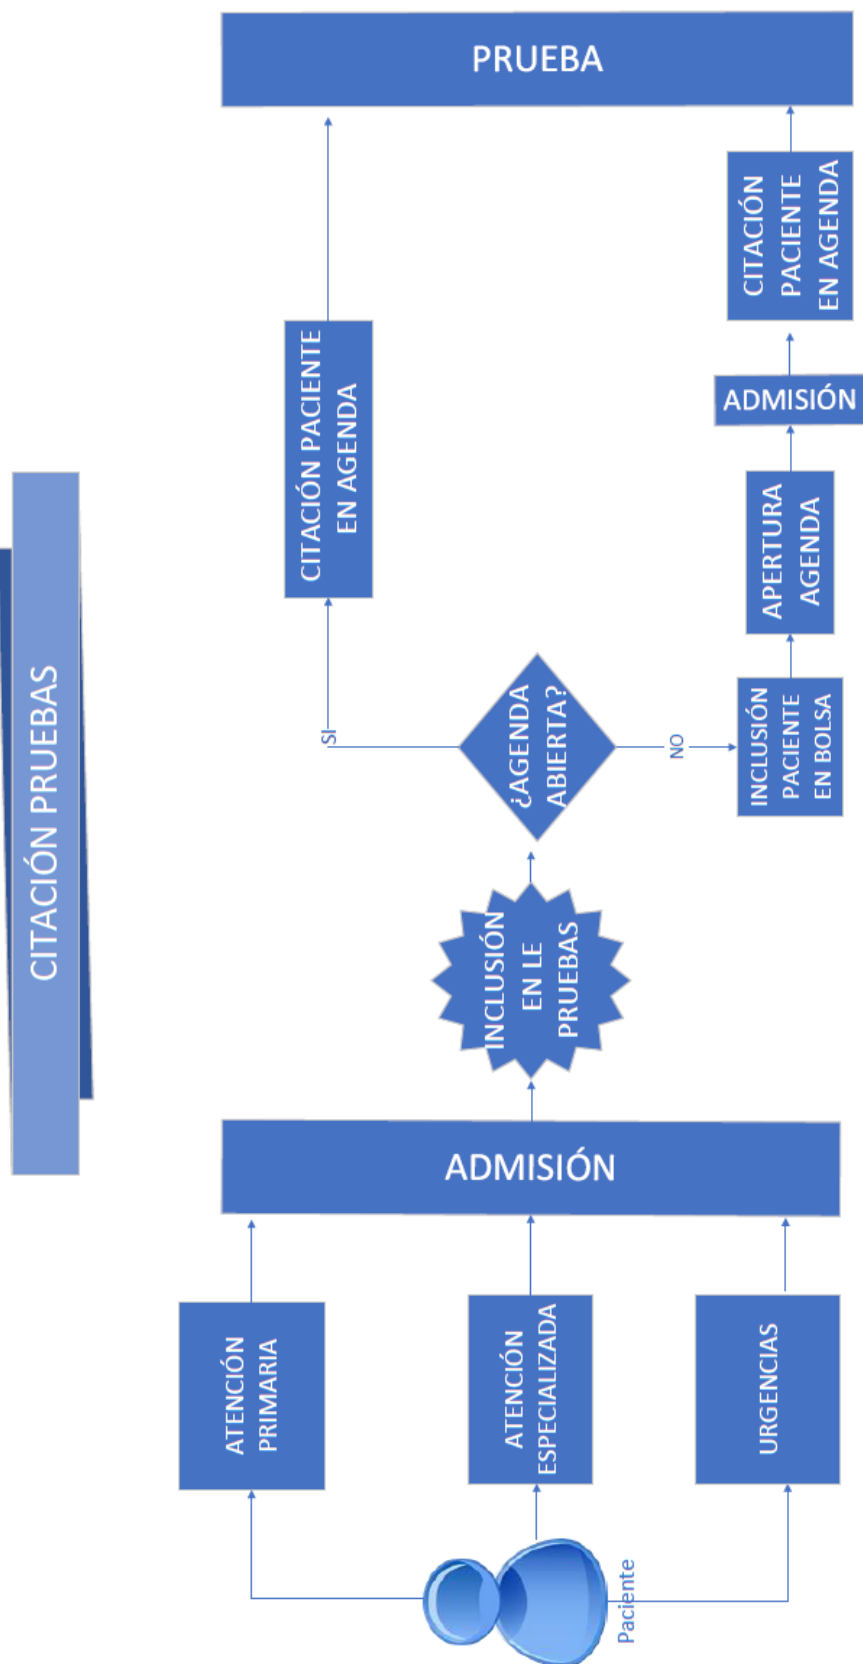 CITACIÓN PRUEBAS
Paciente
ATENCIÓN
PRIMARIA
ATENCIÓN
ESPECIALIZADA
URGENCIAS
ADMISIÓN
INCLUSIÓN
EN LE
PRUEBAS
¿AGENDA
ABIERTA?
SI
CITACIÓN PACIENTE
EN AGENDA
NO
INCLUSIÓN
PACIENTE
EN BOLSA
APERTURA
AGENDA
ADMISIÓN
CITACIÓN
PACIENTE
EN AGENDA
PRUEBA